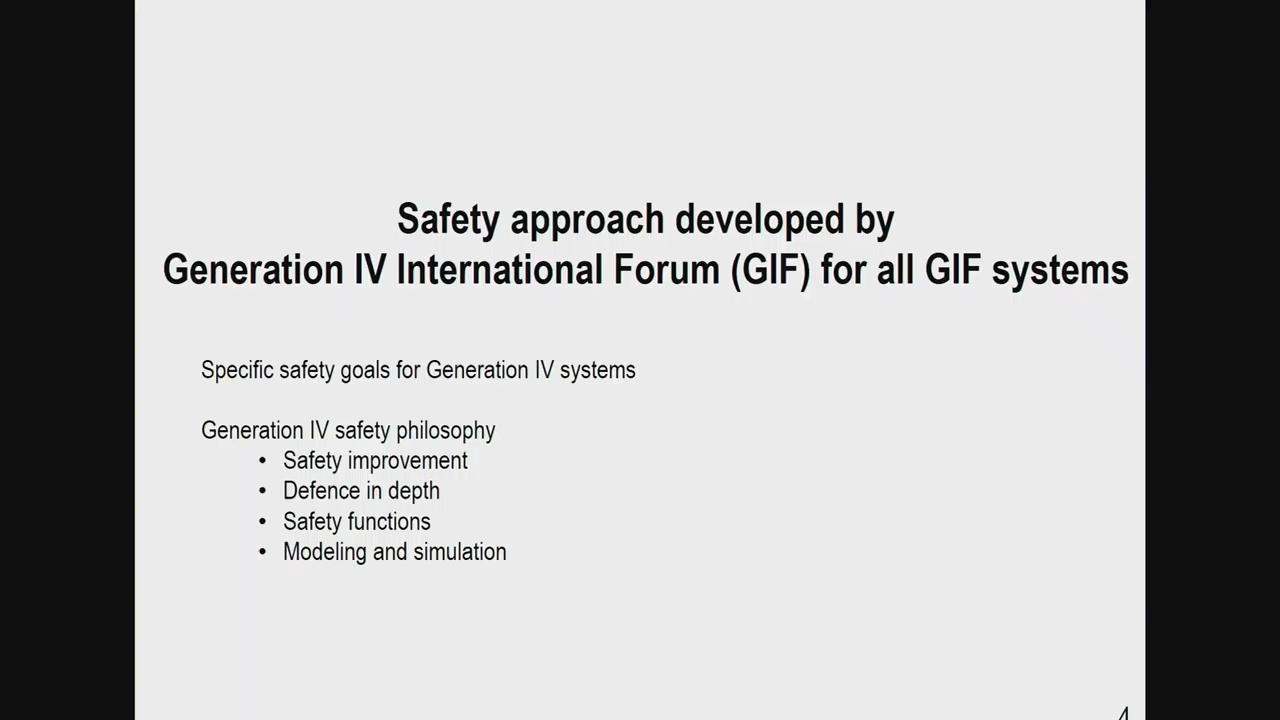 Safety approach developed by
Generation IV International Forum (GIF) for all GIF systems
Specific safety goals for Generation IV systems
Generation IV safety philosophy
• Safety improvement
• Defence in depth
• Safety functions
• Modeling and simulation
4